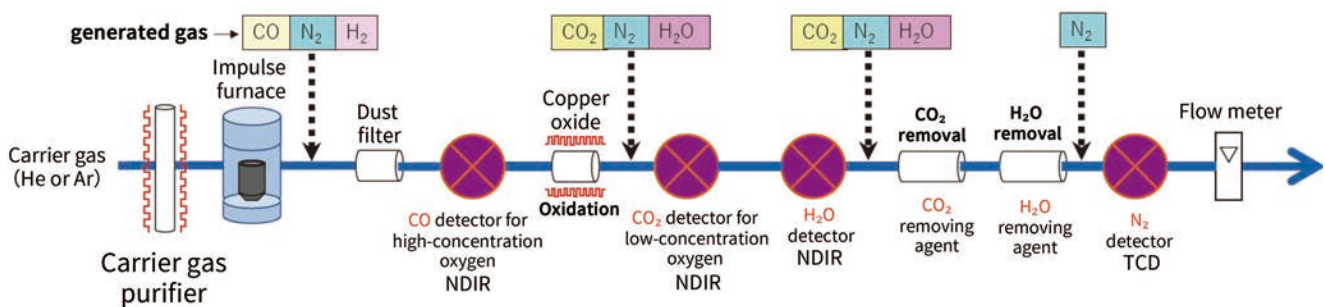 generated gas
CO N₂ H₂
CO₂ N₂ H₂O
CO₂ N₂ H₂O
N₂
Impulse
furnace
Dust
filter
Copper
oxide
CO₂
removal
H₂O
removal
Flow meter
Carrier gas
(He or Ar)
Oxidation
Carrier gas
purifier
CO detector for
high-concentration
oxygen
NDIR
CO₂ detector for
low-concentration
oxygen
NDIR
H₂O
detector
NDIR
CO₂
removing
agent
H₂O
removing
agent
N₂
detector
TCD